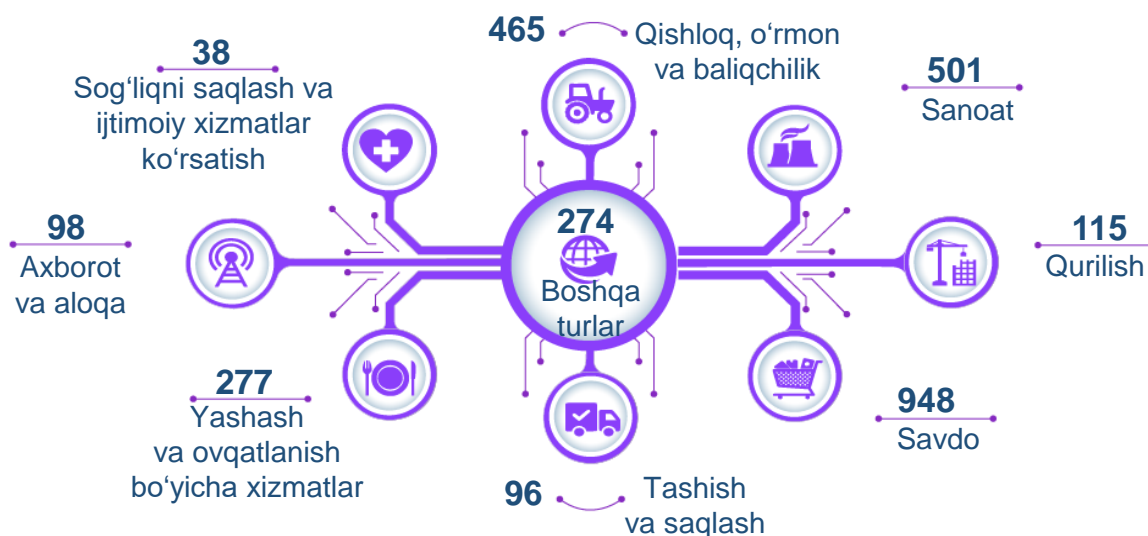 465
Qishloq, o‘rmon
va baliqchilik
38
Sog‘liqni saqlash va
ijtimoiy xizmatlar
ko‘rsatish
501
Sanoat
98
Axborot
va aloqa
274
Boshqa
turlar
115
Qurilish
277
Yashash
va ovqatlanish
bo‘yicha xizmatlar
948
Savdo
96
Tashish
va saqlash